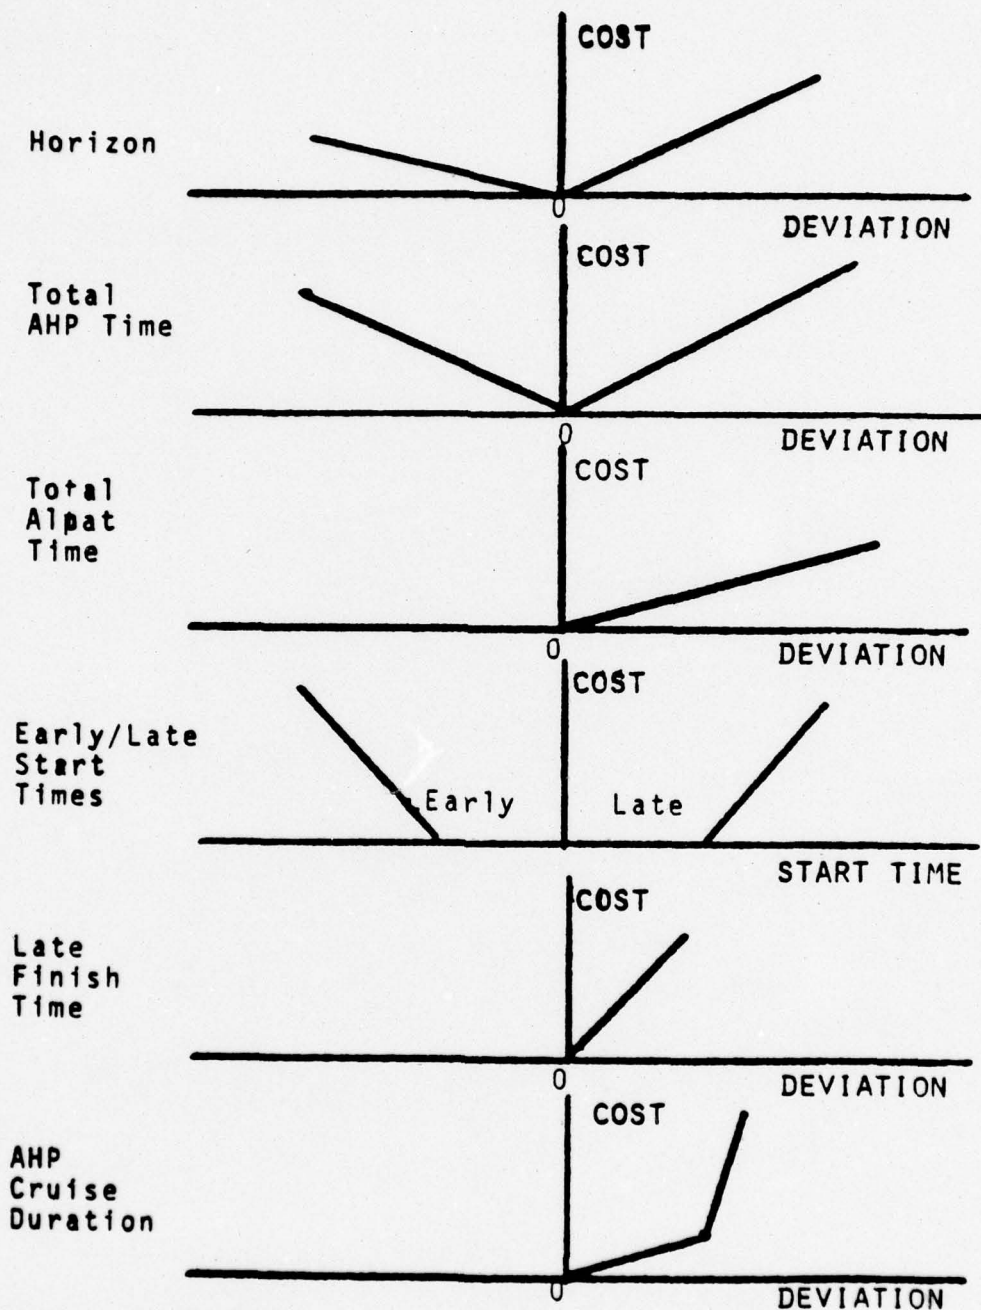 COST
Horizon
0
DEVIATION
COST
Total
AHP Time
0
DEVIATION
COST
Total
Alpat
Time
0
DEVIATION
COST
Early/Late
Start
Times
Early
Late
START TIME
COST
Late
Finish
Time
0
DEVIATION
COST
AHP
Cruise
Duration
0
DEVIATION